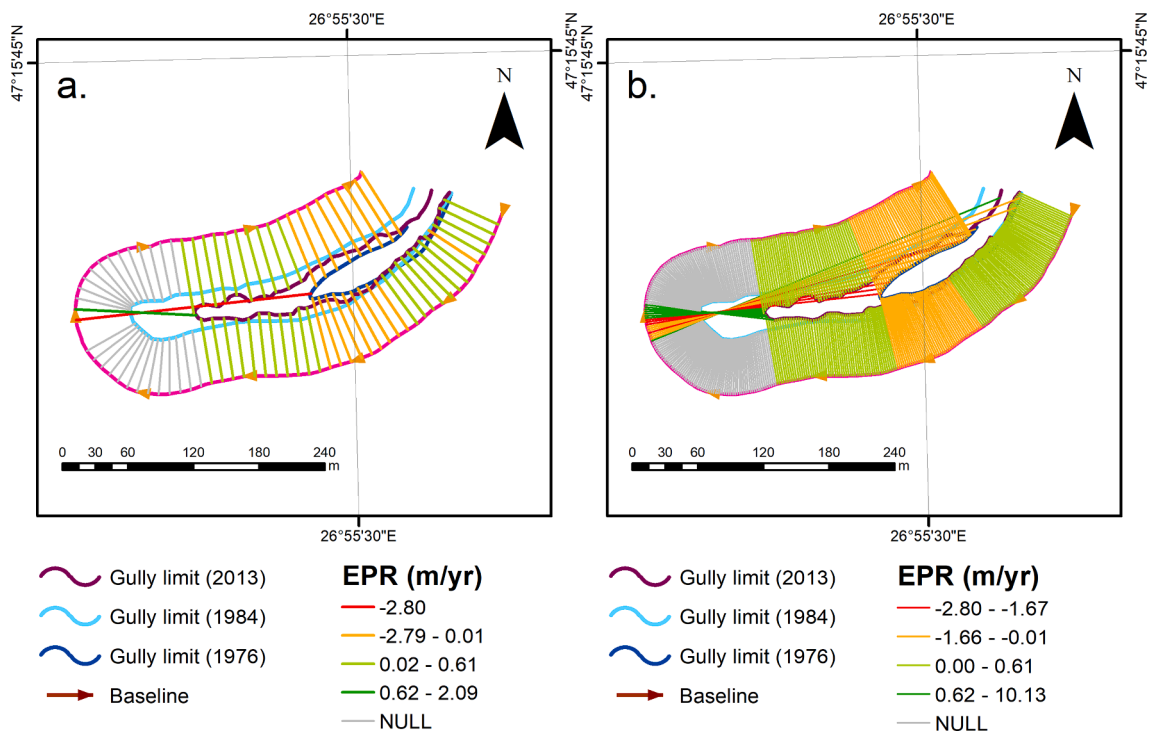 26°55'30"E
26°55'30"E
47°15'45"N
47°15'45"N
47°15'45"N
47°15'45"N
a.
N
b.
N
0 30 60 120 180 240
m
0 30 60 120 180 240
m
26°55'30"E
26°55'30"E
Gully limit (2013)
Gully limit (1984)
Gully limit (1976)
Baseline
EPR (m/yr)
-2.80
-2.79 - 0.01
0.02 - 0.61
0.62 - 2.09
NULL
Gully limit (2013)
Gully limit (1984)
Gully limit (1976)
Baseline
EPR (m/yr)
-2.80 - -1.67
-1.66 - -0.01
0.00 - 0.61
0.62 - 10.13
NULL